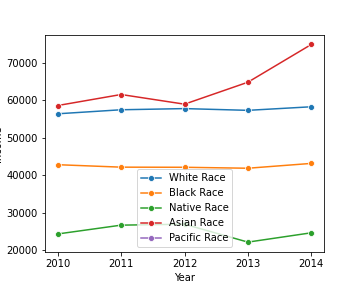 70000
60000
50000
40000
30000
20000
White Race
Black Race
Native Race
Asian Race
Pacific Race
2010 2011 2012 2013 2014
Year